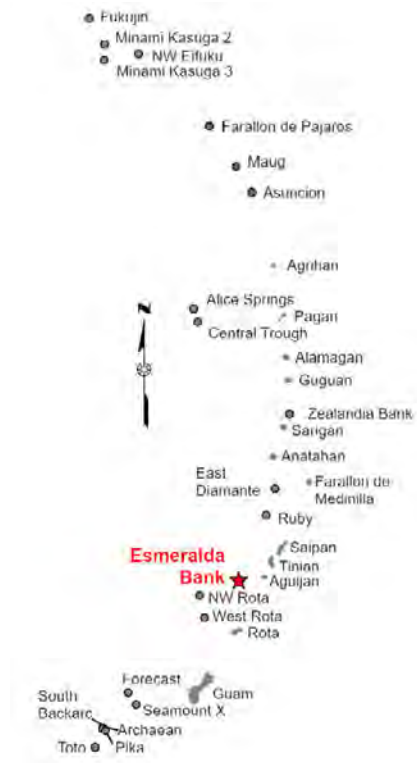 Fukujin
Minami Kasuga 2
NW Eifuku
Minami Kasuga 3
Farallon de Pajaros
Maug
Asuncion
Agrihan
Alice Springs
Pagan
Central Trough
N
Alamagan
Guguan
Zealandia Bank
Sarigan
Anatahan
East
Diamante
Farallon de
Medinilla
Ruby
Saipan
Esmeralda
Bank
Tinian
Aguijan
NW Rota
West Rota
Rota
Forecast
Guam
South
Backarc
Seamount X
Archaean
Toto
Pika